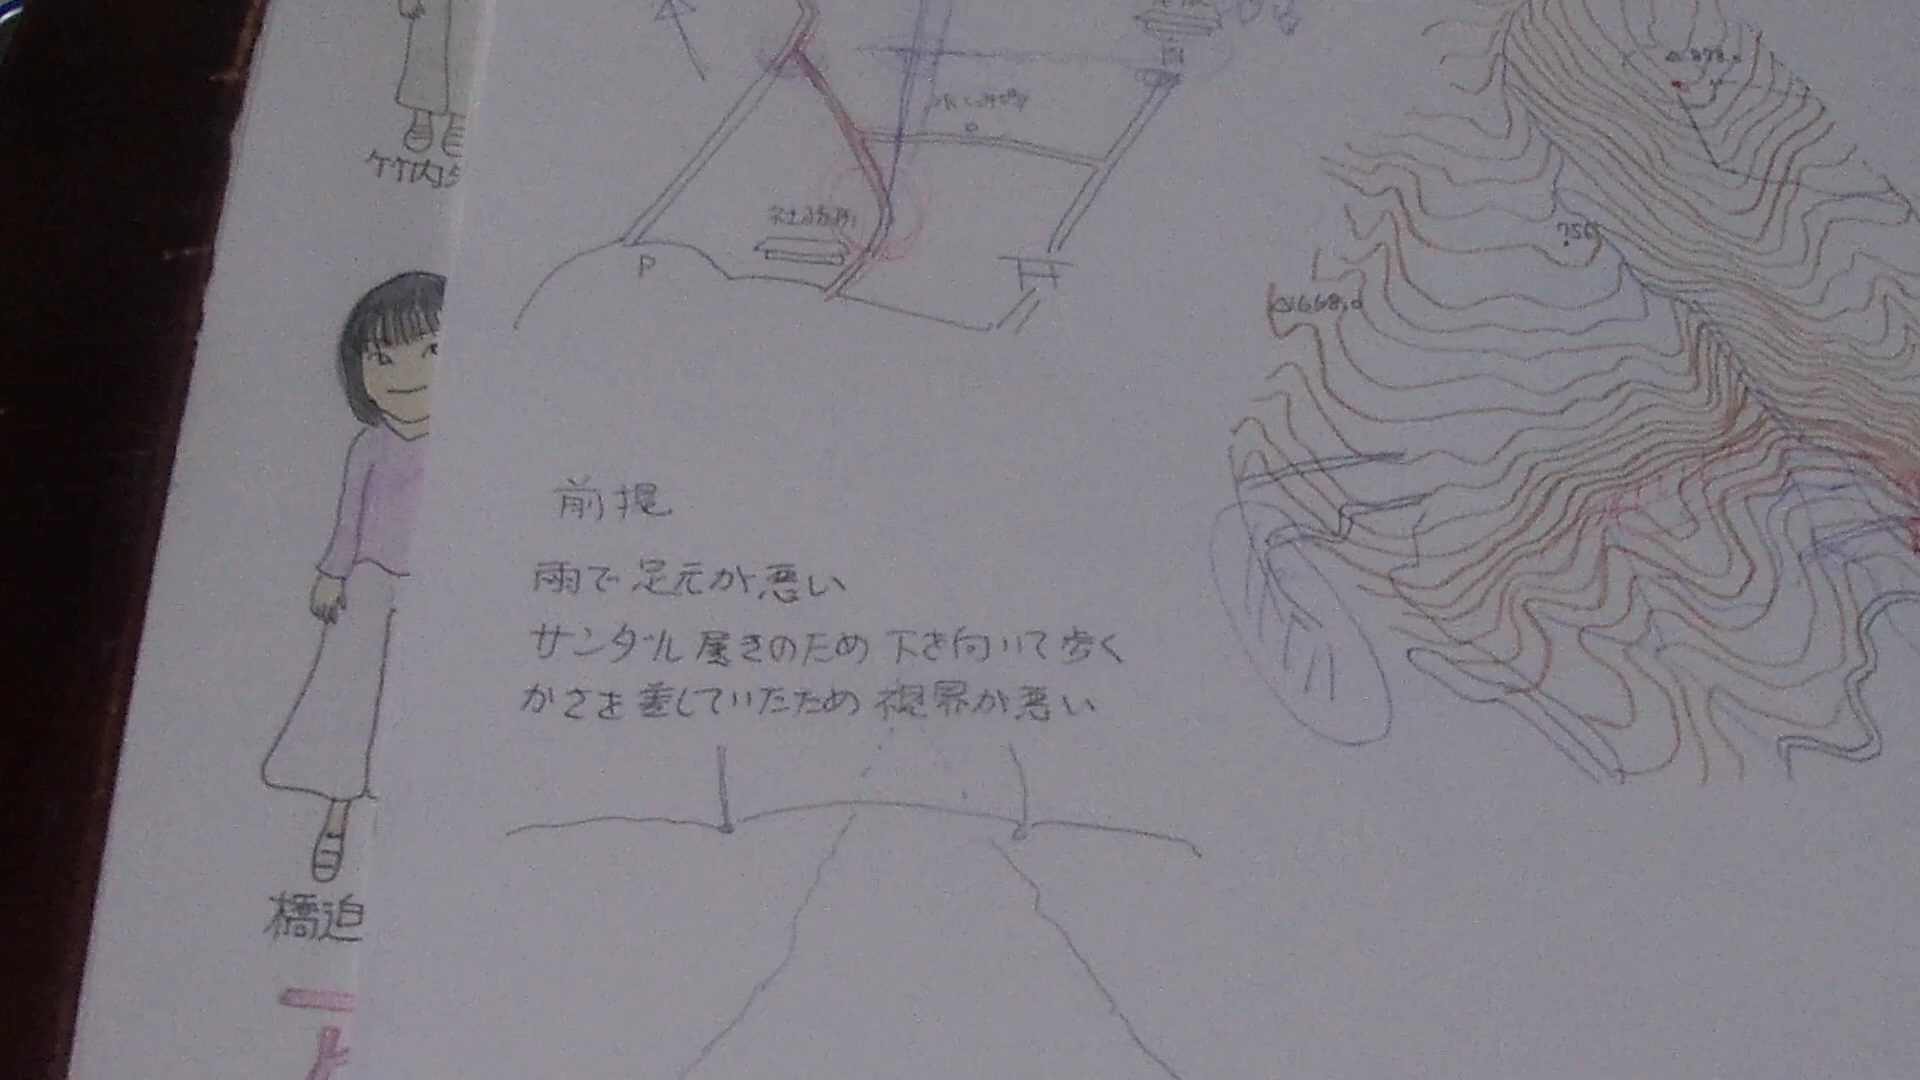 竹内
社務所
P
878.
756
668.0
前提
雨で足元が悪い
サンダル履きのため下を向いて歩く
かさを差していたため視界が悪い
橋迫